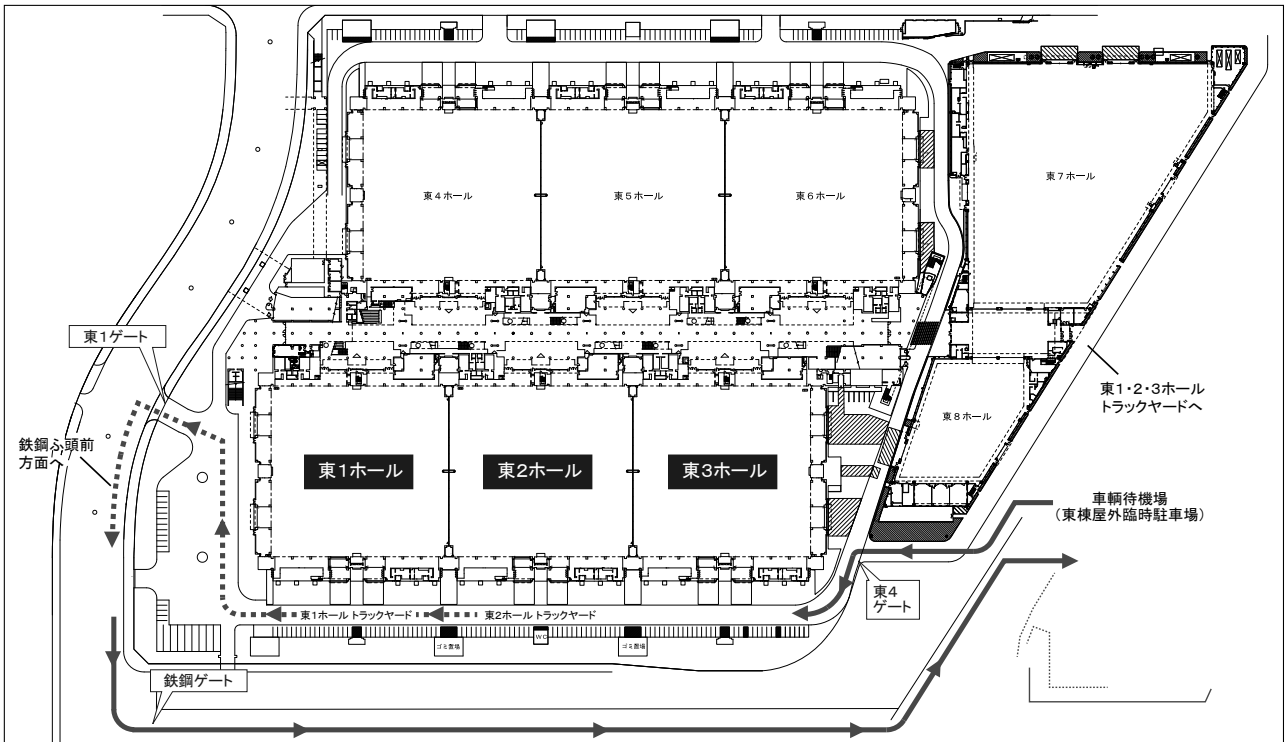 東4ホール
東5ホール
東6ホール
東7ホール
東1ゲート
東1・2・3ホール
トラックヤードへ
東8ホール
鉄鋼ふ頭前
方面へ
東1ホール
東2ホール
東3ホール
車輌待機場
(東棟屋外臨時駐車場)
東4
ゲート
東1ホール トラックヤード
東2ホール トラックヤード
ゴミ置場
WC
ゴミ置場
鉄鋼ゲート